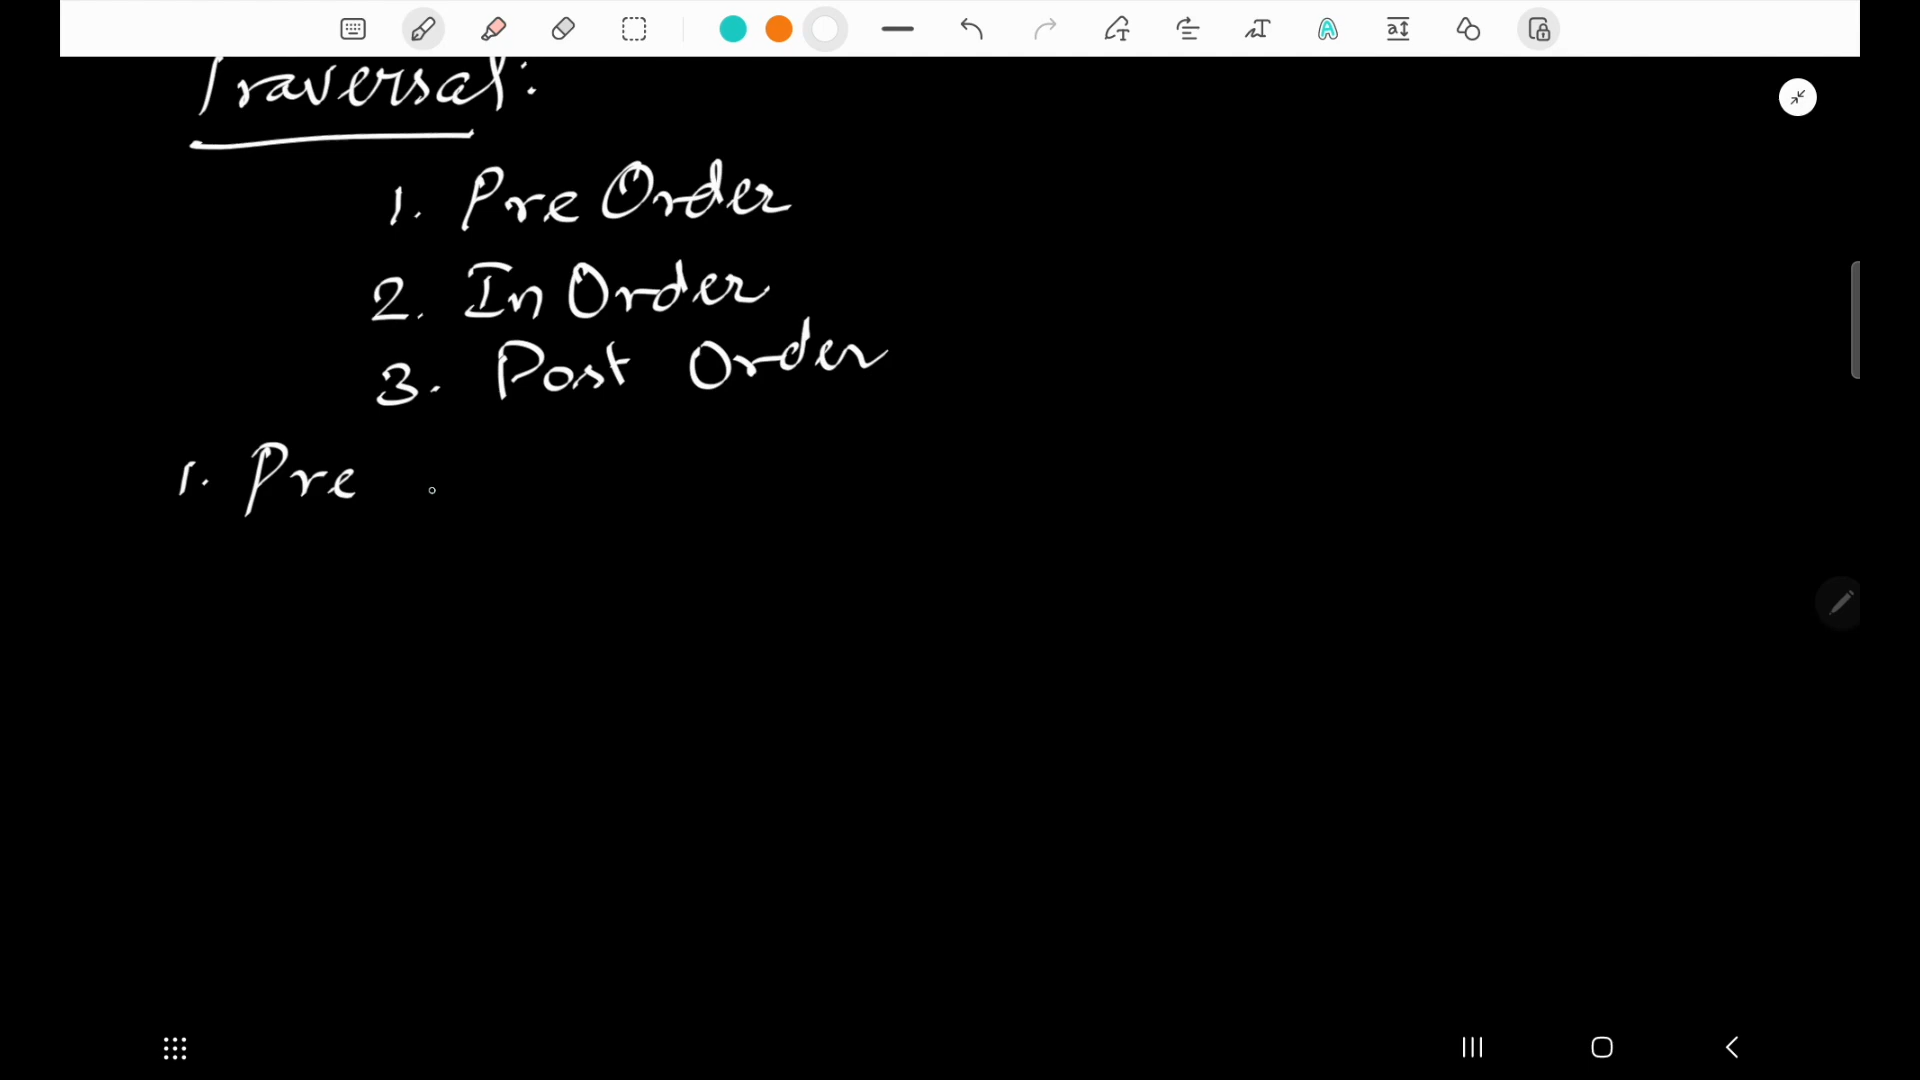 Traversal:
1. Pre Order
2. In Order
3. Post Order
1. Pre